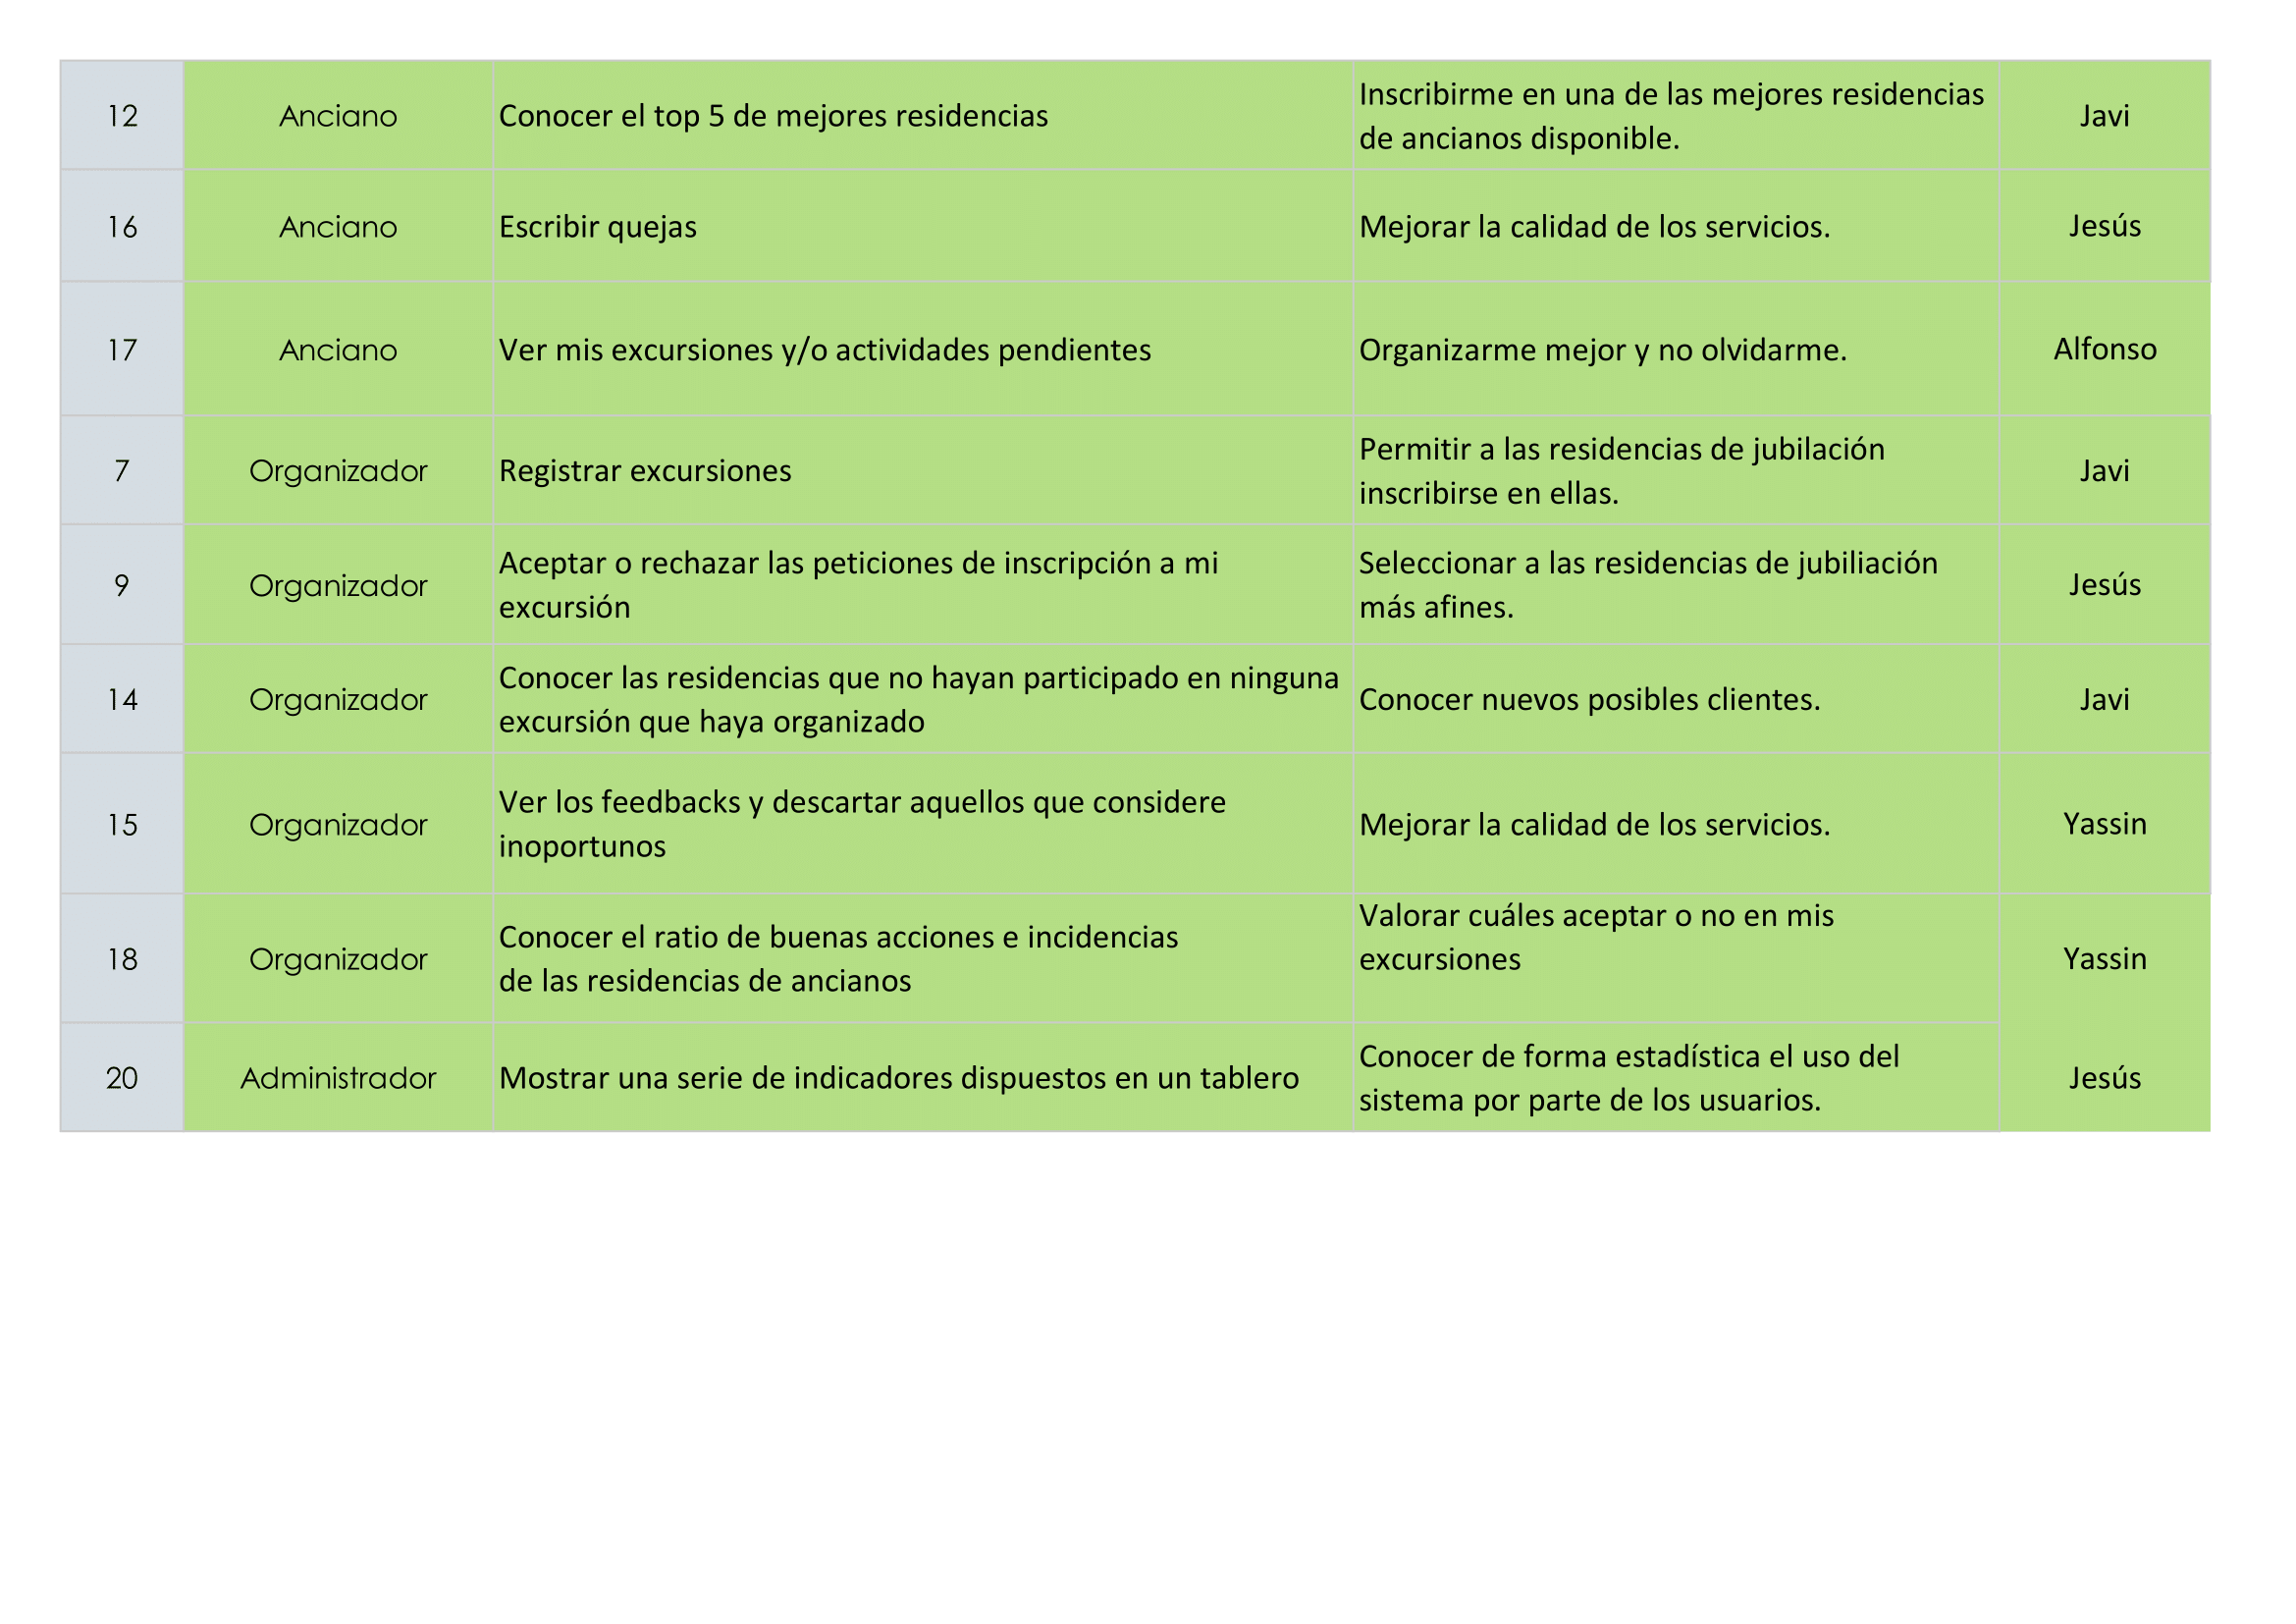 12 Anciano Conocer el top 5 de mejores residencias Inscribirme en una de las mejores residencias
de ancianos disponible. Javi
16 Anciano Escribir quejas Mejorar la calidad de los servicios. Jesús
17 Anciano Ver mis excursiones y/o actividades pendientes Organizarme mejor y no olvidarme. Alfonso
7 Organizador Registrar excursiones Permitir a las residencias de jubilación
inscribirse en ellas. Javi
9 Organizador Aceptar o rechazar las peticiones de inscripción a mi
excursión Seleccionar a las residencias de jubiliación
más afines. Jesús
14 Organizador Conocer las residencias que no hayan participado en ninguna
excursión que haya organizado Conocer nuevos posibles clientes. Javi
15 Organizador Ver los feedbacks y descartar aquellos que considere
inoportunos Mejorar la calidad de los servicios. Yassin
18 Organizador Conocer el ratio de buenas acciones e incidencias
de las residencias de ancianos Valorar cuáles aceptar o no en mis
excursiones Yassin
20 Administrador Mostrar una serie de indicadores dispuestos en un tablero Conocer de forma estadística el uso del
sistema por parte de los usuarios. Jesús